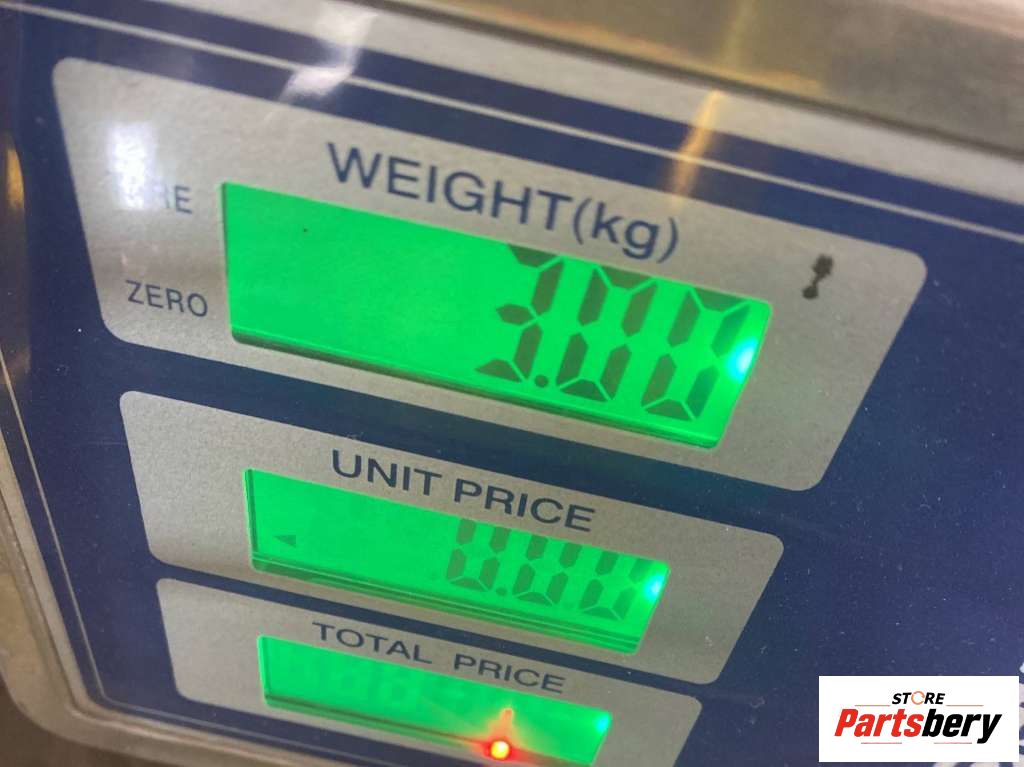 WEIGHT(kg)
ZERO
3.00
UNIT PRICE
0.00
TOTAL PRICE
STORE
Partsbery